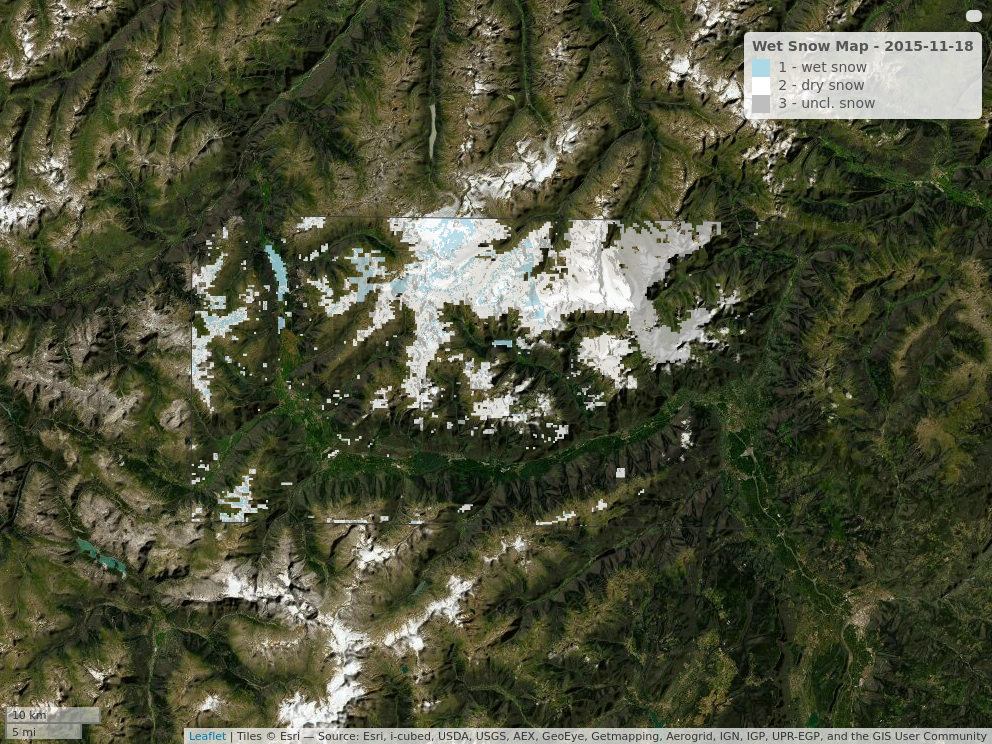 Wet Snow Map - 2015-11-18
1 - wet snow
2 - dry snow
3 - uncl. snow
10 km
5 mi
Leaflet | Tiles © Esri — Source: Esri, i-cubed, USDA, USGS, AEX, GeoEye, Getmapping, Aerogrid, IGN, IGP, UPR-EGP, and the GIS User Community